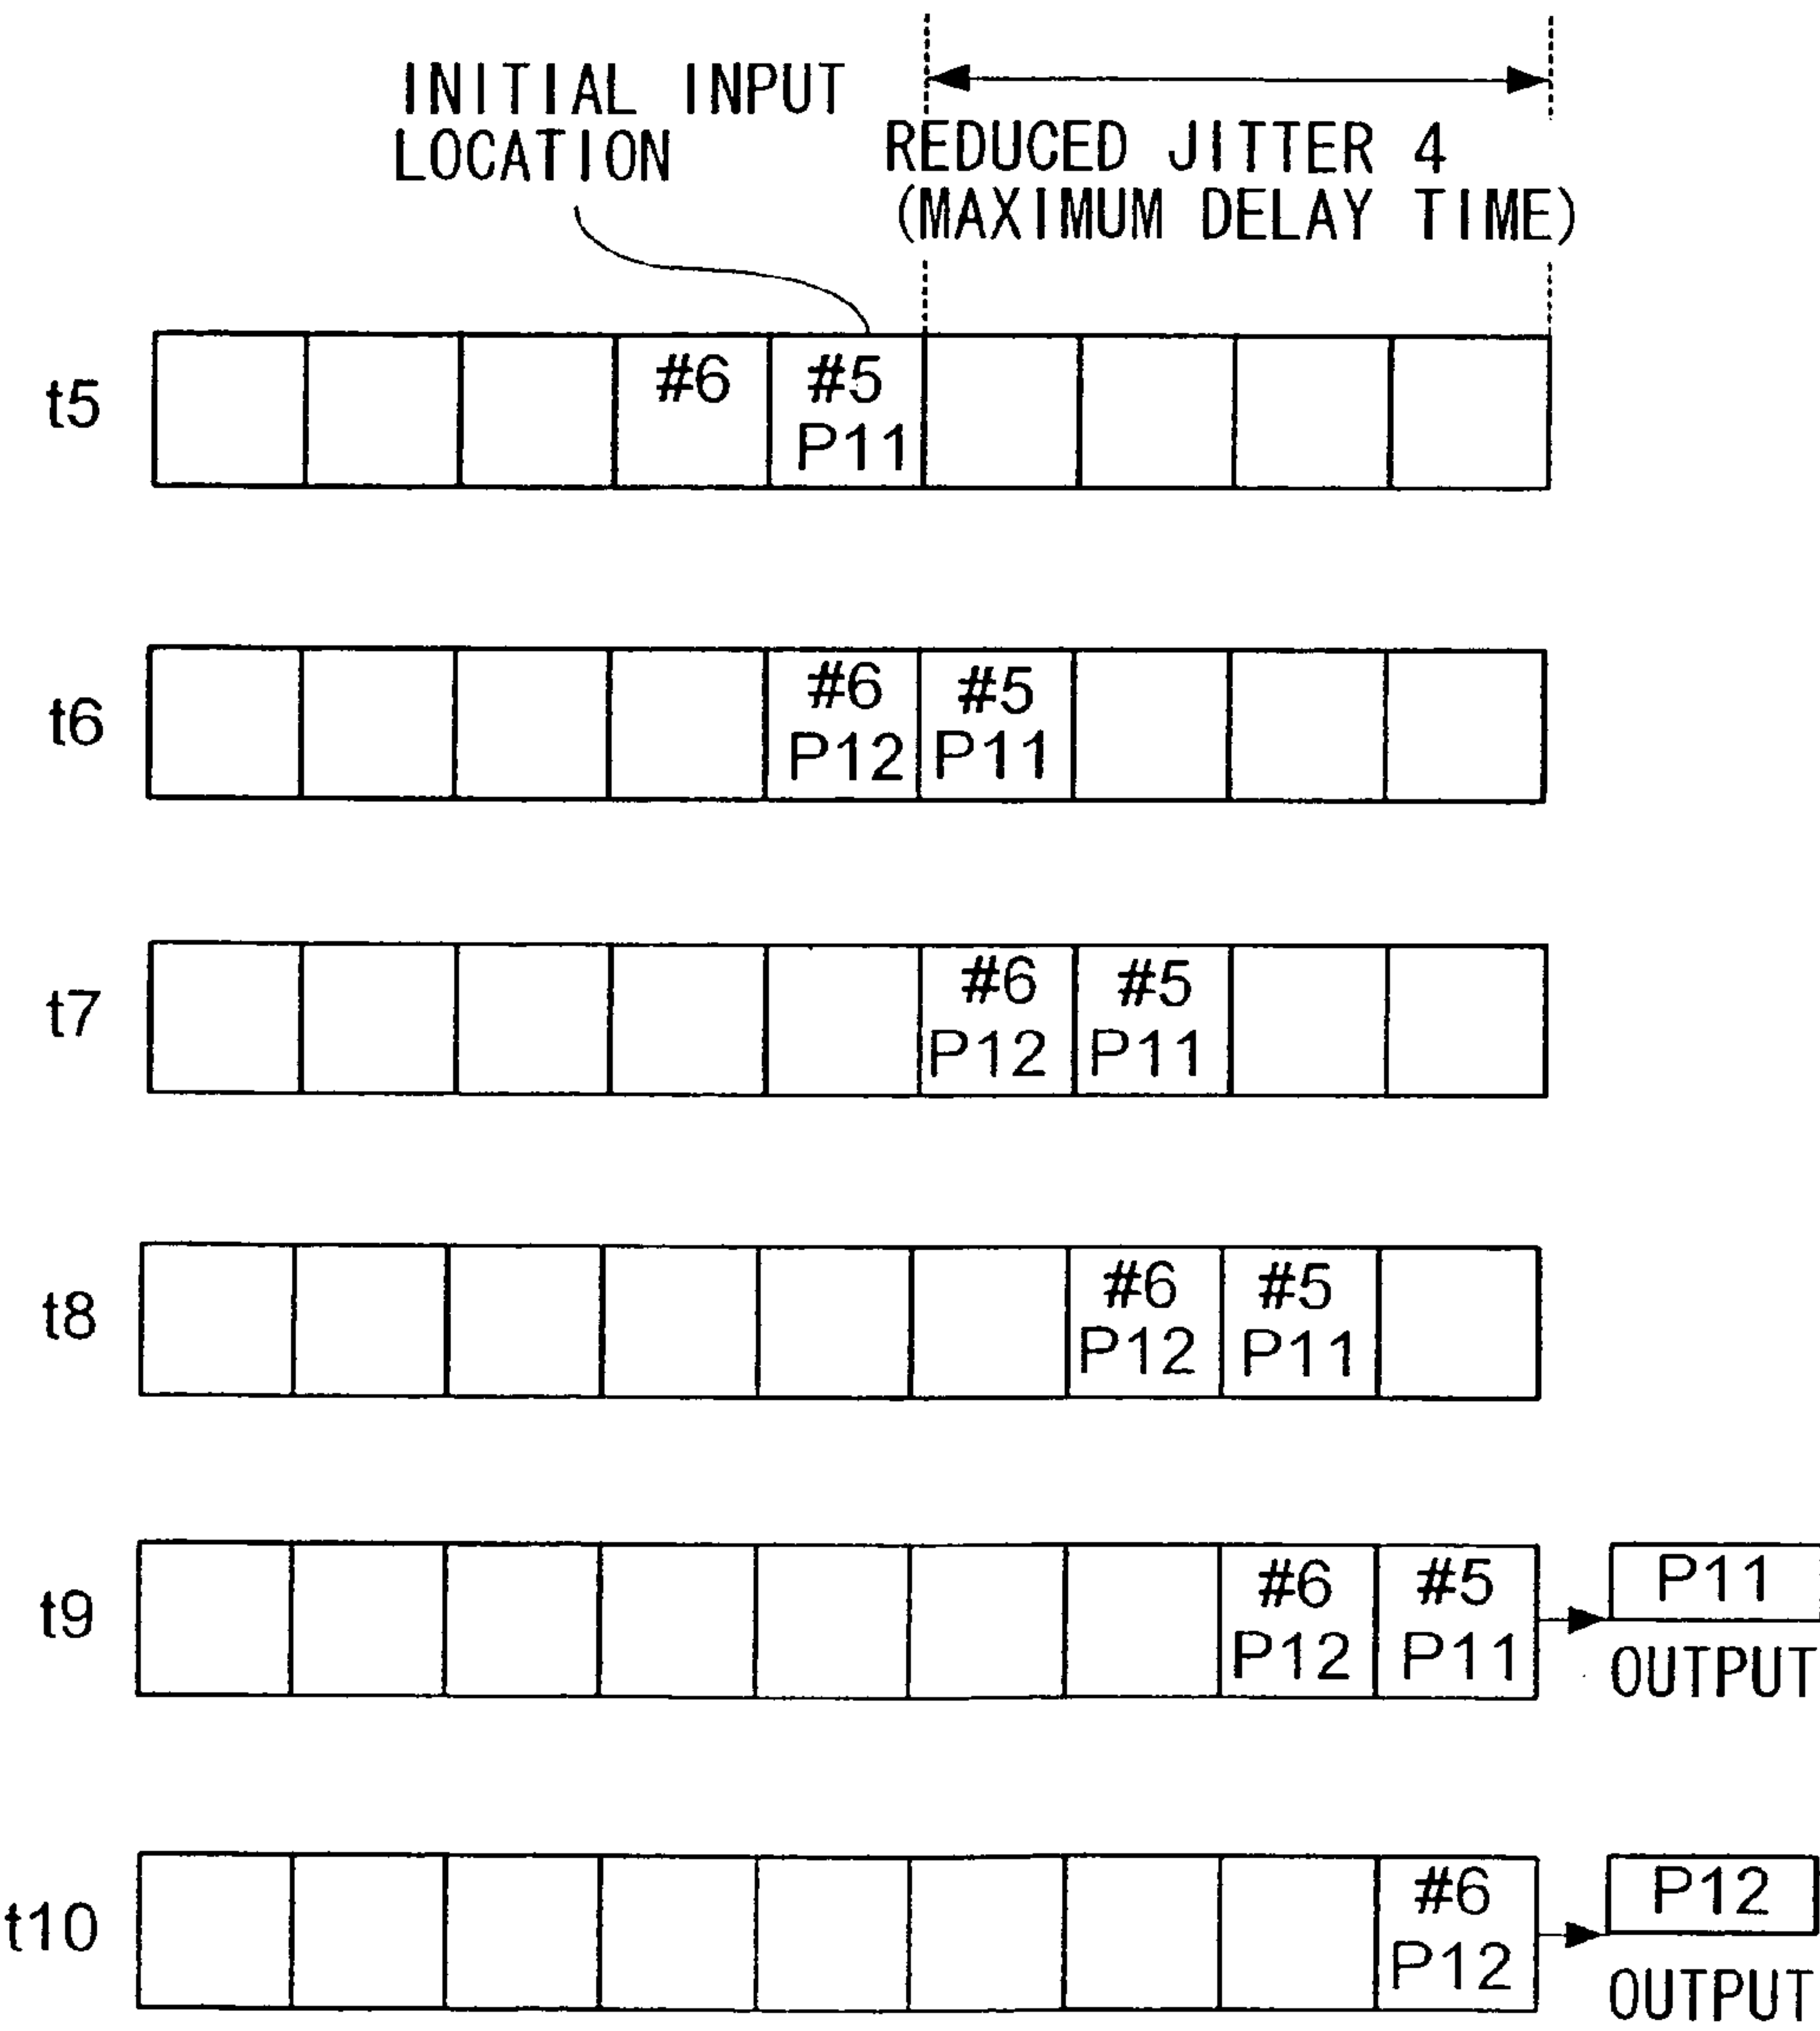 INITIAL INPUT
LOCATION
REDUCED JITTER 4
(MAXIMUM DELAY TIME)
t5
#6
#5
P11
t6
#6
P12
#5
P11
t7
#6
P12
#5
P11
t8
#6
P12
#5
P11
t9
#6
P12
#5
P11
P11
OUTPUT
t10
#6
P12
P12
OUTPUT